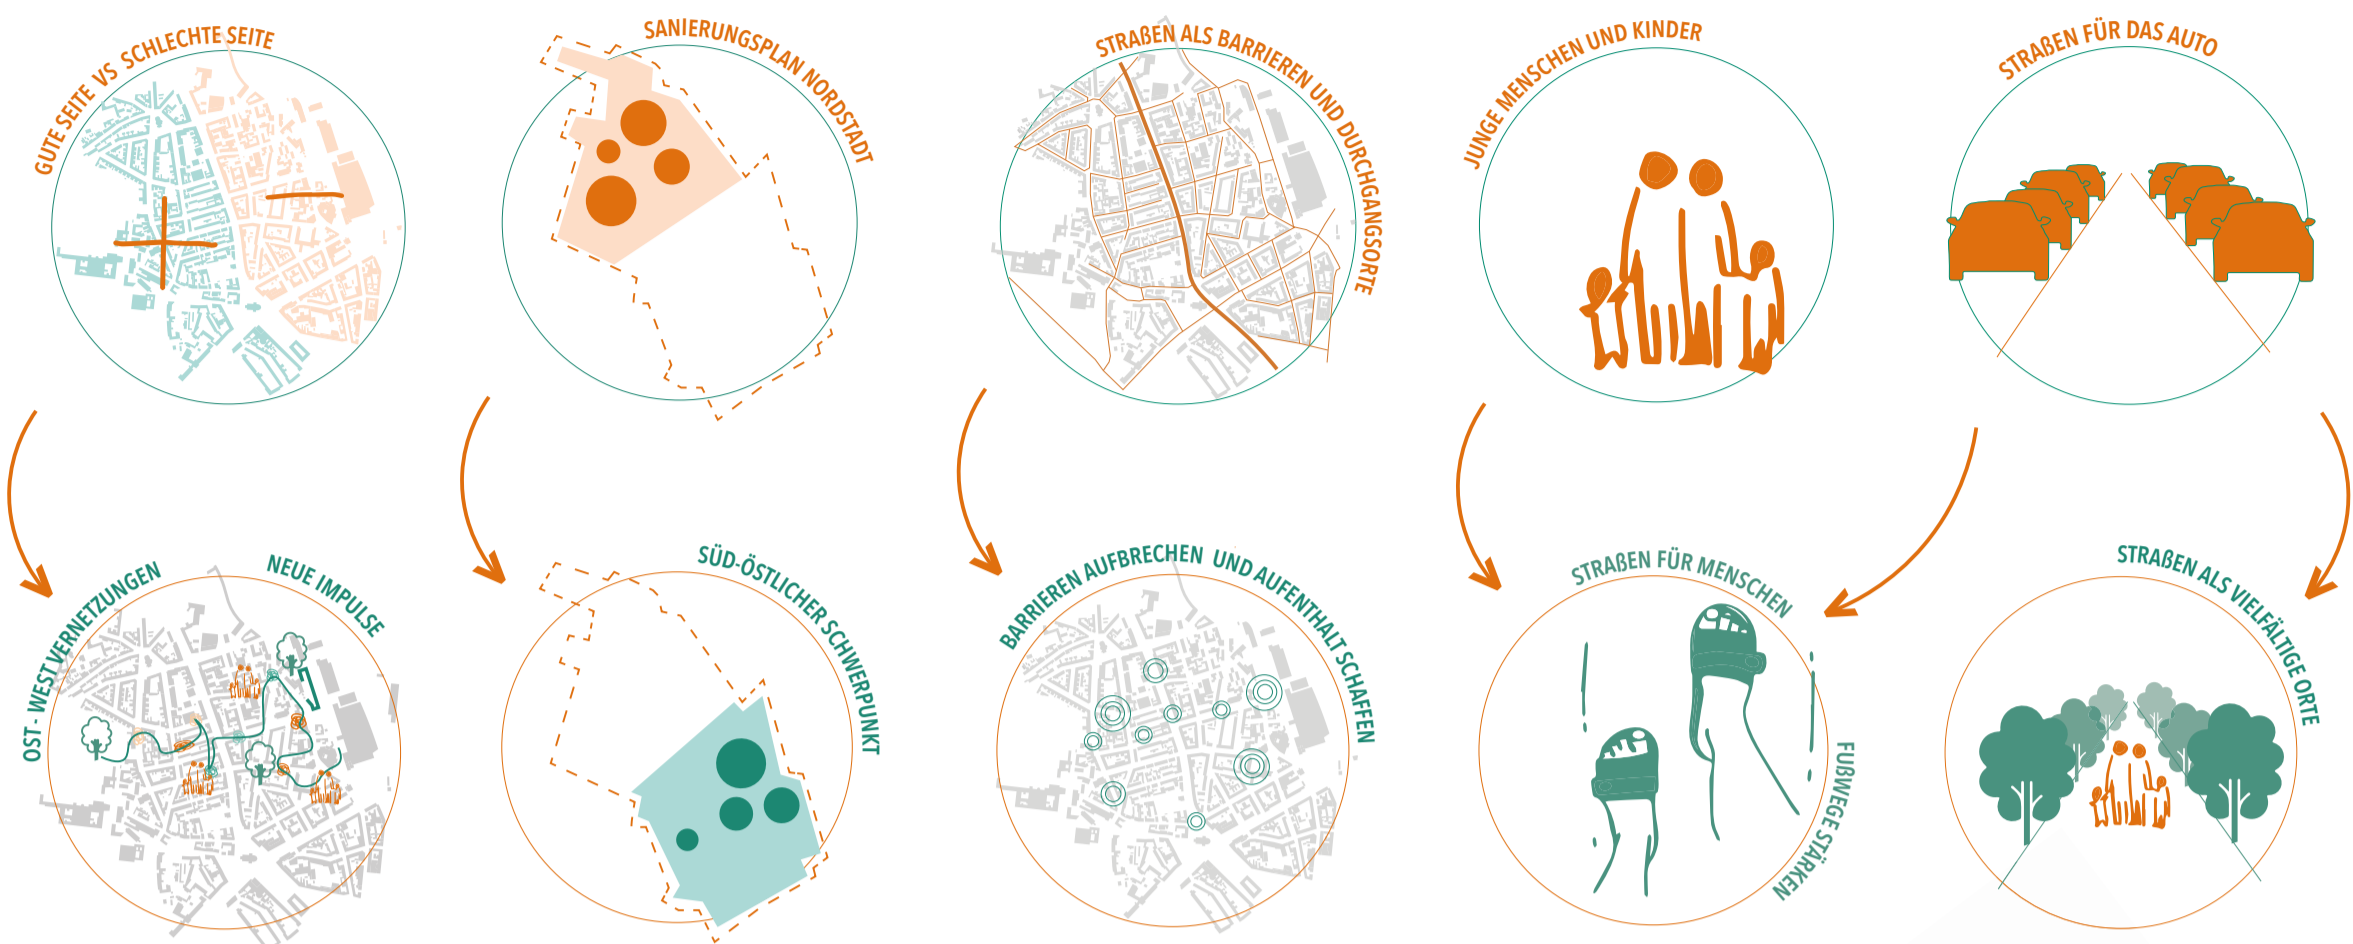 GUTE SEITE VS SCHLECHTE SEITE
SANIERUNGSPLAN NORDSTADT
STRAßEN ALS BARRIEREN UND DURCHGANGSORTE
JUNGE MENSCHEN UND KINDER
STRAßEN FÜR DAS AUTO
OST - WEST VERNETZUNGEN
NEUE IMPULSE
SÜD-ÖSTLICHER SCHWERPUNKT
BARRIEREN AUFBRECHEN UND AUFENTHALT SCHAFFEN
STRAßEN FÜR MENSCHEN
FUßWEGE STÄRKEN
STRAßEN ALS VIELFÄLTIGE ORTE